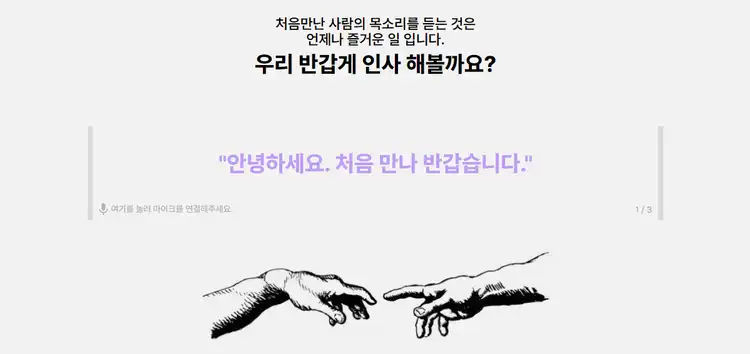 처음만난 사람의 목소리를 듣는 것은
언제나 즐거운 일 입니다.
우리 반갑게 인사 해볼까요?
"안녕하세요. 처음 만나 반갑습니다."
여기를 눌러 마이크를 연결해주세요.
1 / 3